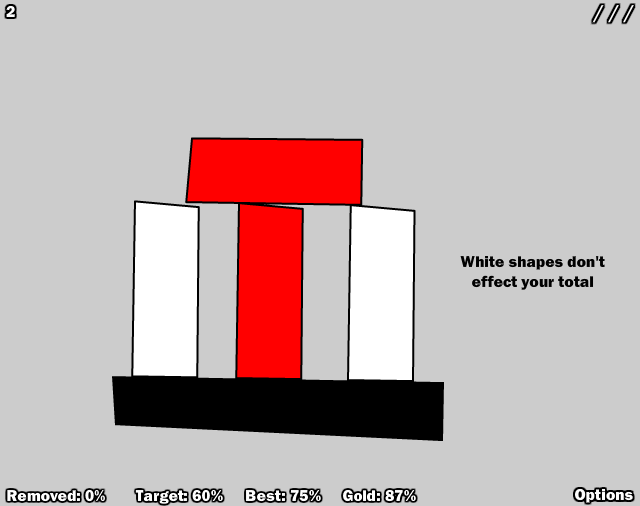 2
///
White shapes don't
effect your total
Removed: 0% Target: 60% Best: 75% Gold: 87% Options